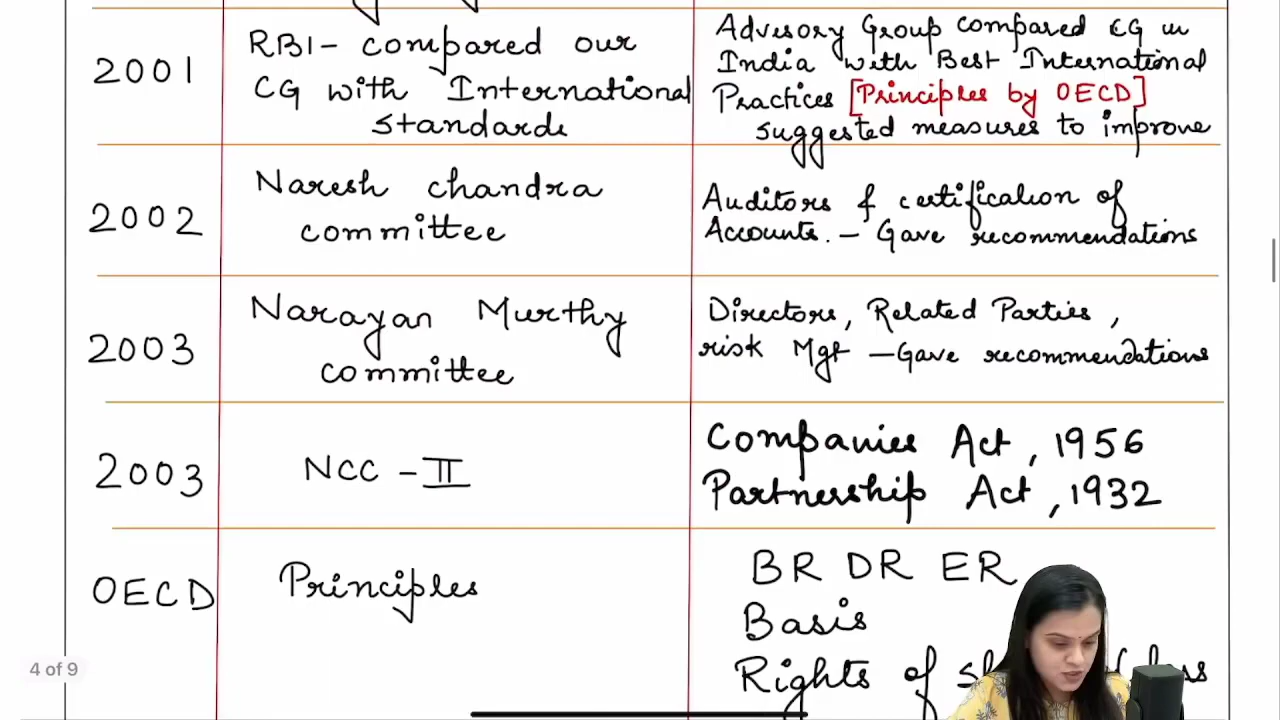 2001
RBI- compared our
CG with International
standards
Advisory Group compared CG in
India with Best International
Practices [Principles by OECD]
suggested measures to improve
2002
Naresh chandra
committee
Auditors & certification of
Accounts. - Gave recommendations
2003
Narayan Murthy
committee
Directors, Related Parties,
risk Mgt - Gave recommendations
2003
NCC - II
Companies Act, 1956
Partnership Act, 1932
OECD
Principles
BR DR ER
Basis
Rights of
4 of 9